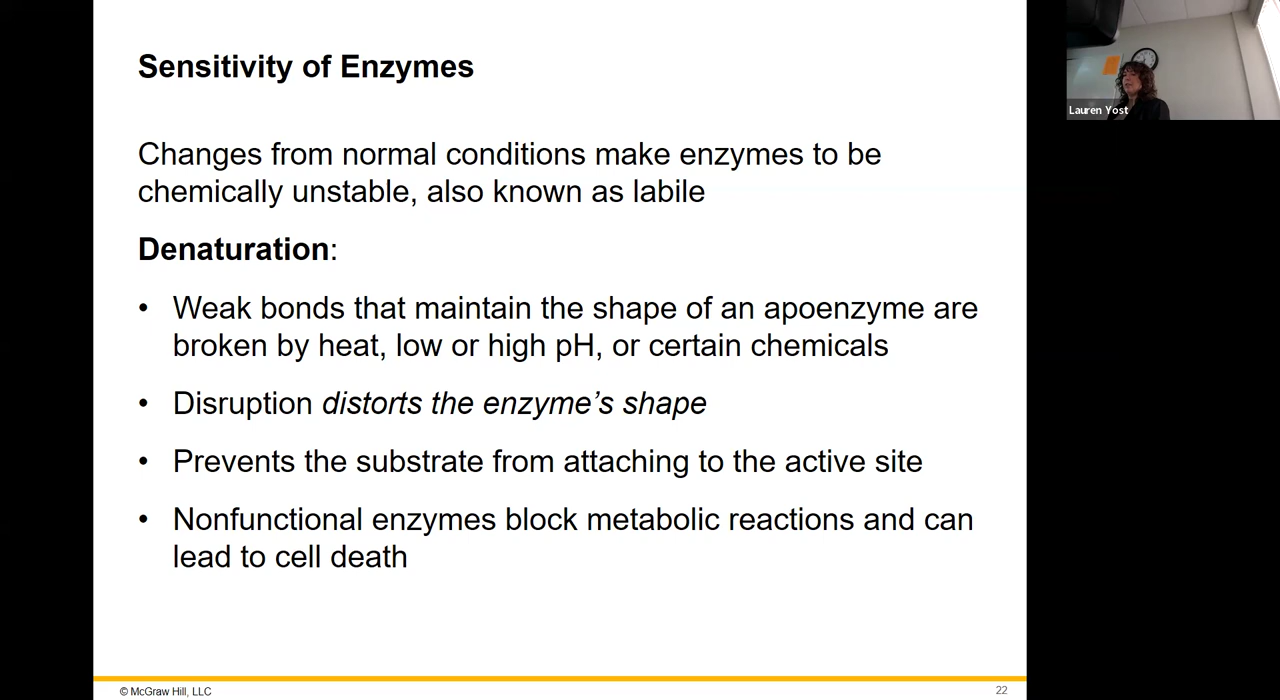 Sensitivity of Enzymes
Changes from normal conditions make enzymes to be
chemically unstable, also known as labile
Denaturation:
• Weak bonds that maintain the shape of an apoenzyme are
broken by heat, low or high pH, or certain chemicals
• Disruption distorts the enzyme’s shape
• Prevents the substrate from attaching to the active site
• Nonfunctional enzymes block metabolic reactions and can
lead to cell death
© McGraw Hill, LLC
22
Lauren Yost